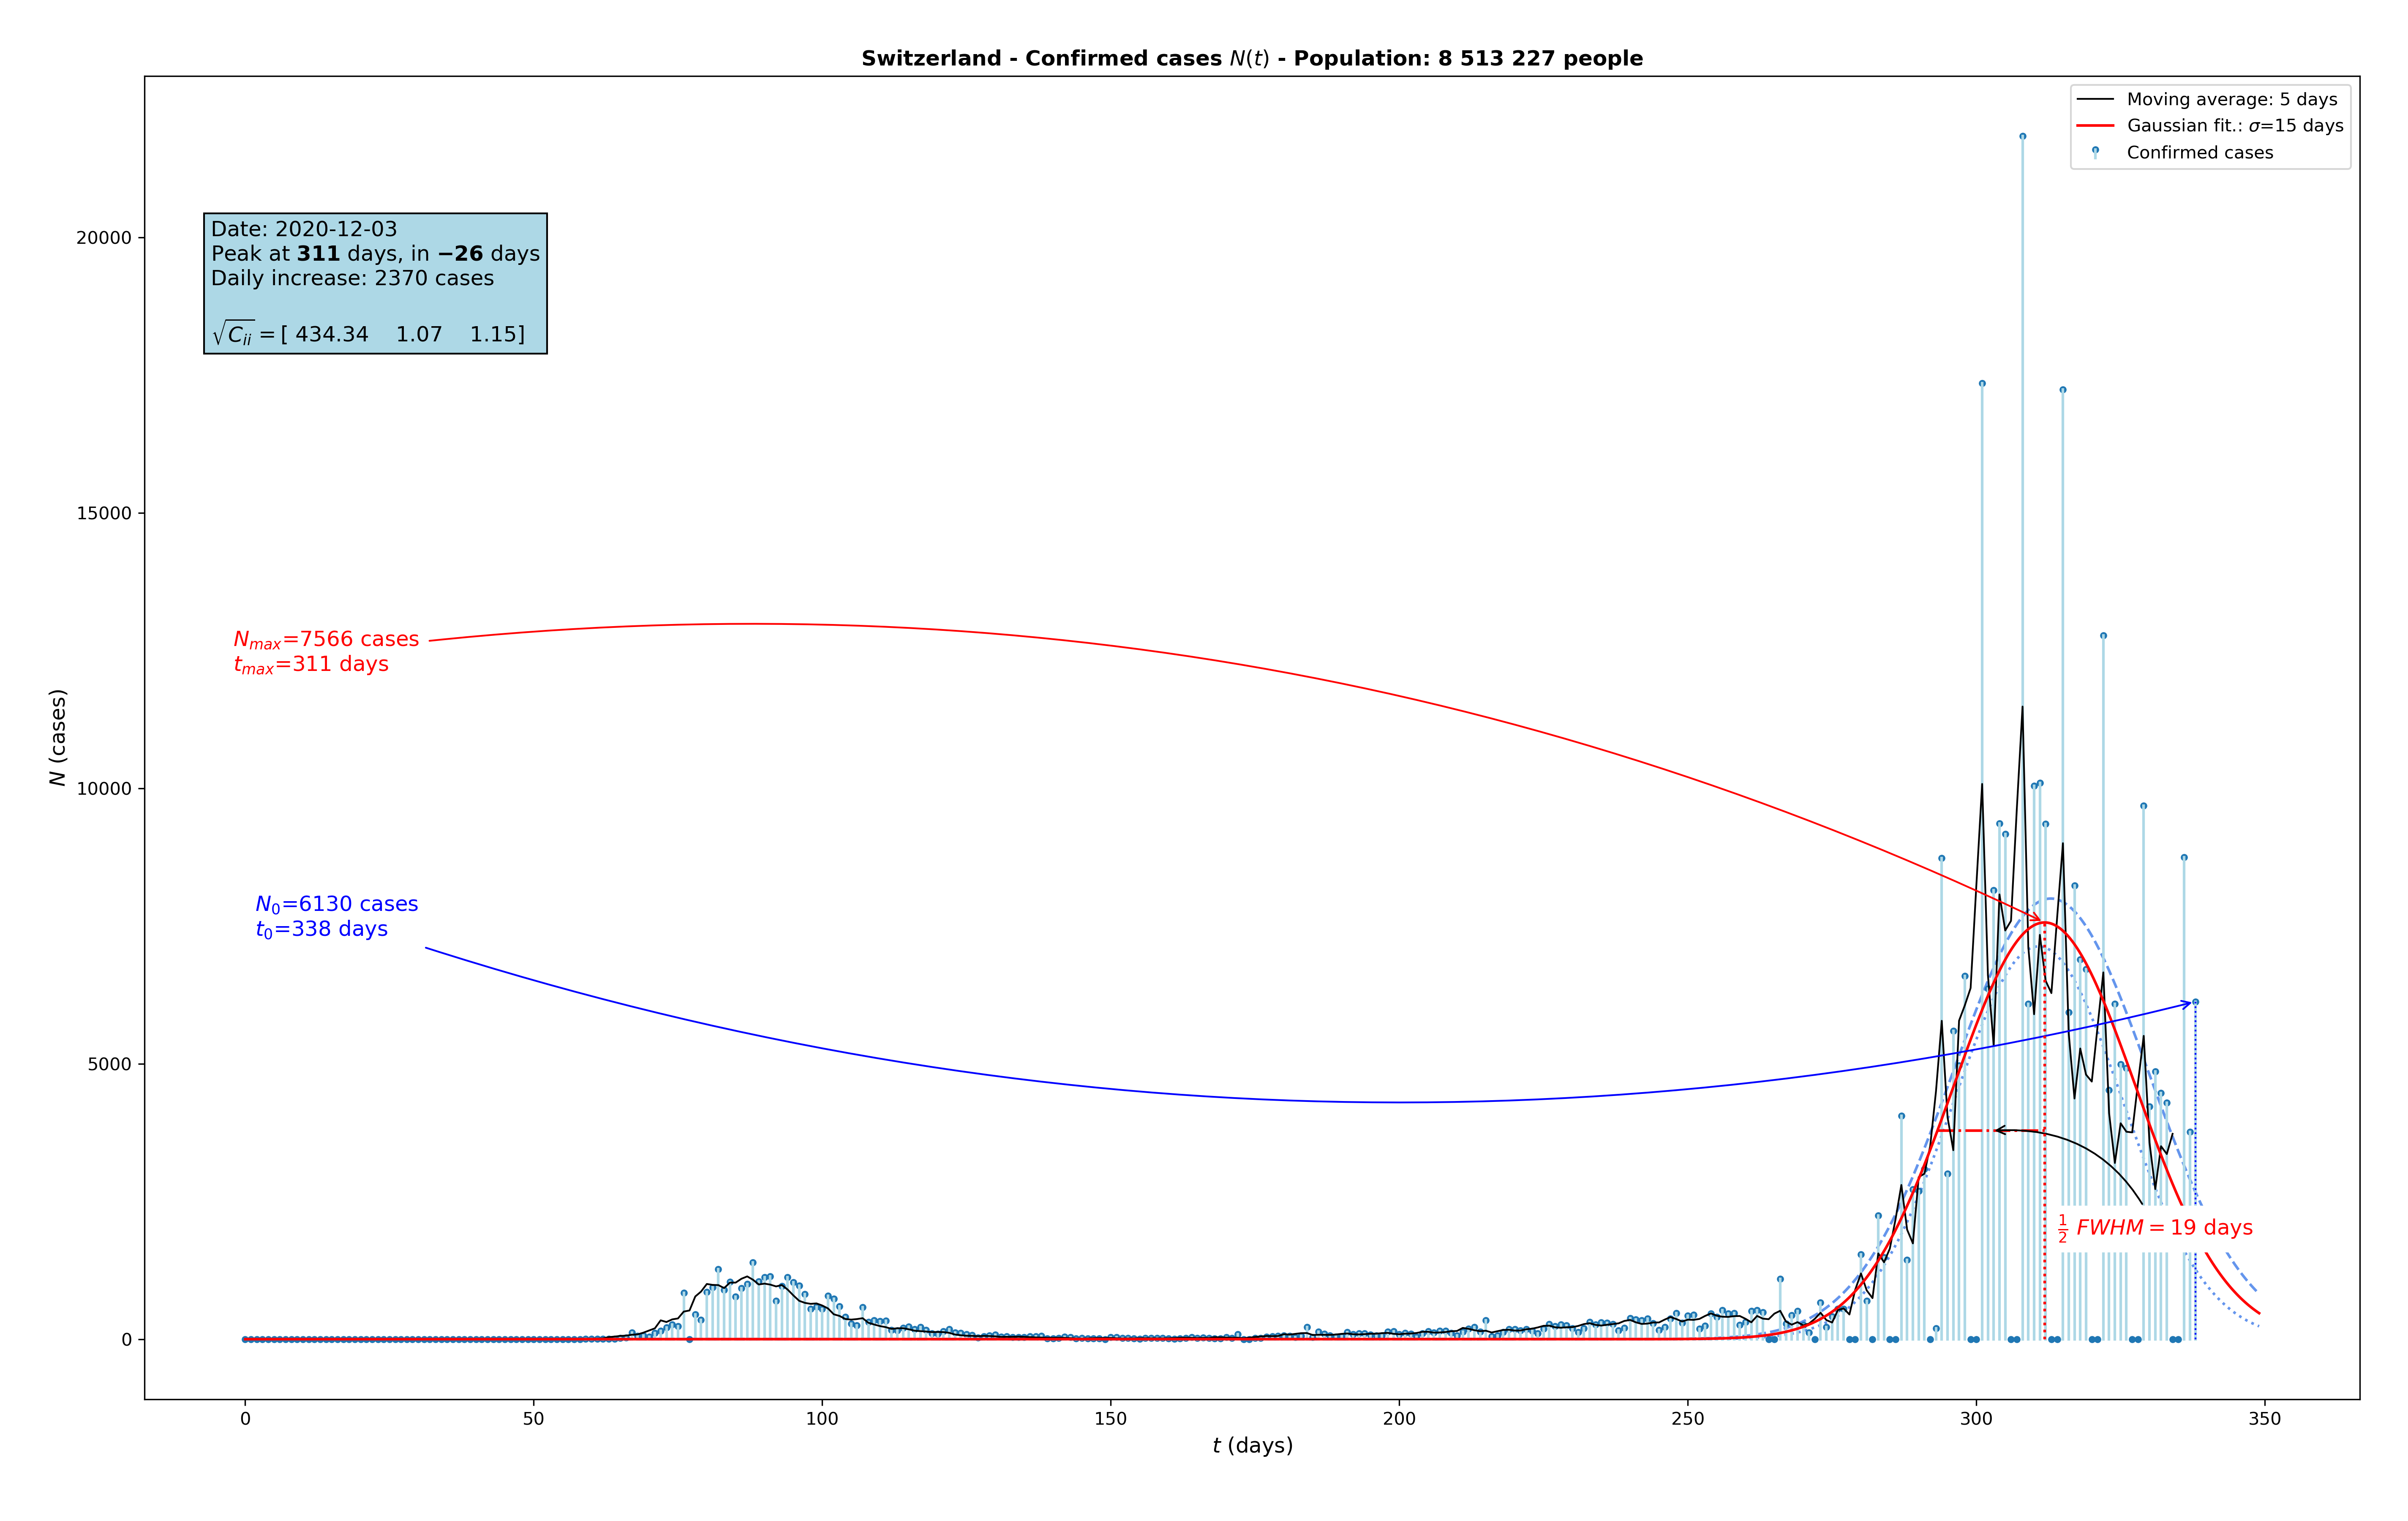 Switzerland - Confirmed cases N(t) - Population: 8 513 227 people
Moving average: 5 days
Gaussian fit.: σ=15 days
Confirmed cases
Date: 2020-12-03
Peak at 311 days, in −26 days
Daily increase: 2370 cases
√C_ii = [ 434.34 1.07 1.15]
N_max=7566 cases
t_max=311 days
N_0=6130 cases
t_0=338 days
½ FWHM = 19 days
N (cases)
20000
15000
10000
5000
0
0 50 100 150 200 250 300 350
t (days)